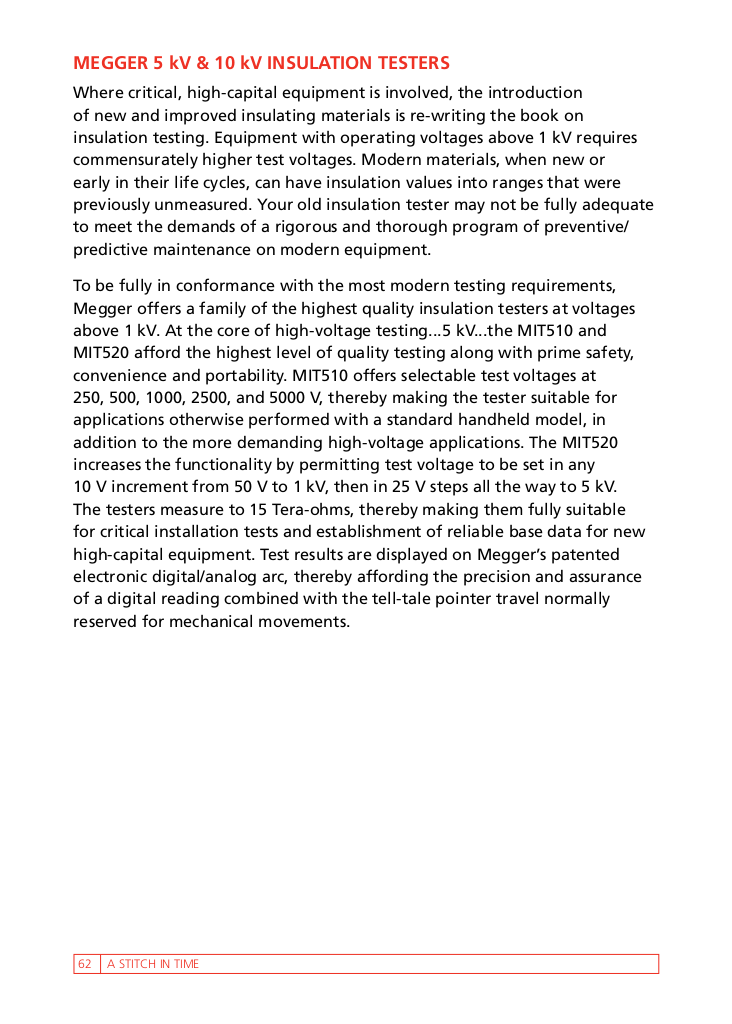 MEGGER 5 kV & 10 kV INSULATION TESTERS
Where critical, high-capital equipment is involved, the introduction
of new and improved insulating materials is re-writing the book on
insulation testing. Equipment with operating voltages above 1 kV requires
commensurately higher test voltages. Modern materials, when new or
early in their life cycles, can have insulation values into ranges that were
previously unmeasured. Your old insulation tester may not be fully adequate
to meet the demands of a rigorous and thorough program of preventive/
predictive maintenance on modern equipment.
To be fully in conformance with the most modern testing requirements,
Megger offers a family of the highest quality insulation testers at voltages
above 1 kV. At the core of high-voltage testing...5 kV...the MIT510 and
MIT520 afford the highest level of quality testing along with prime safety,
convenience and portability. MIT510 offers selectable test voltages at
250, 500, 1000, 2500, and 5000 V, thereby making the tester suitable for
applications otherwise performed with a standard handheld model, in
addition to the more demanding high-voltage applications. The MIT520
increases the functionality by permitting test voltage to be set in any
10 V increment from 50 V to 1 kV, then in 25 V steps all the way to 5 kV.
The testers measure to 15 Tera-ohms, thereby making them fully suitable
for critical installation tests and establishment of reliable base data for new
high-capital equipment. Test results are displayed on Megger’s patented
electronic digital/analog arc, thereby affording the precision and assurance
of a digital reading combined with the tell-tale pointer travel normally
reserved for mechanical movements.
62 A STITCH IN TIME